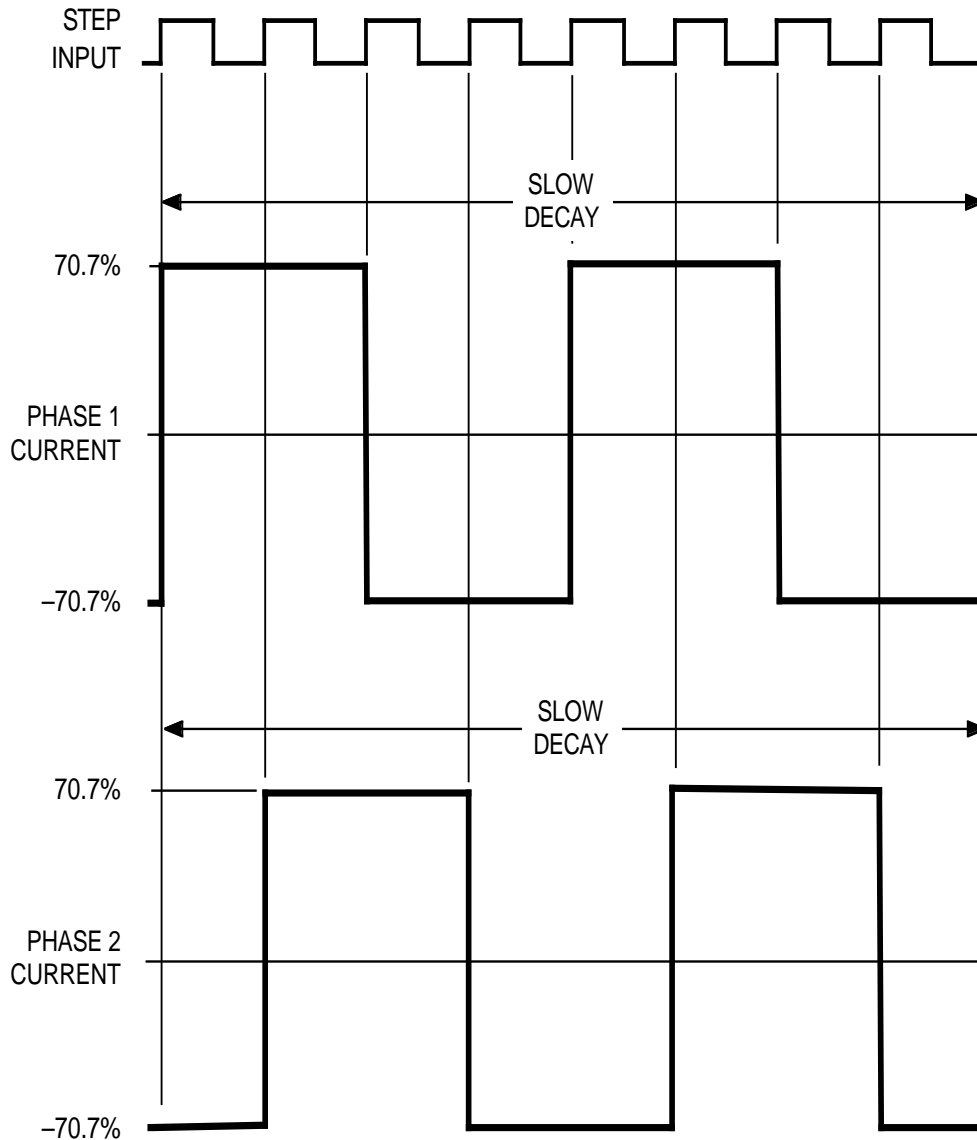 STEP
INPUT
SLOW
DECAY
70.7%
PHASE 1
CURRENT
–70.7%
SLOW
DECAY
70.7%
PHASE 2
CURRENT
–70.7%